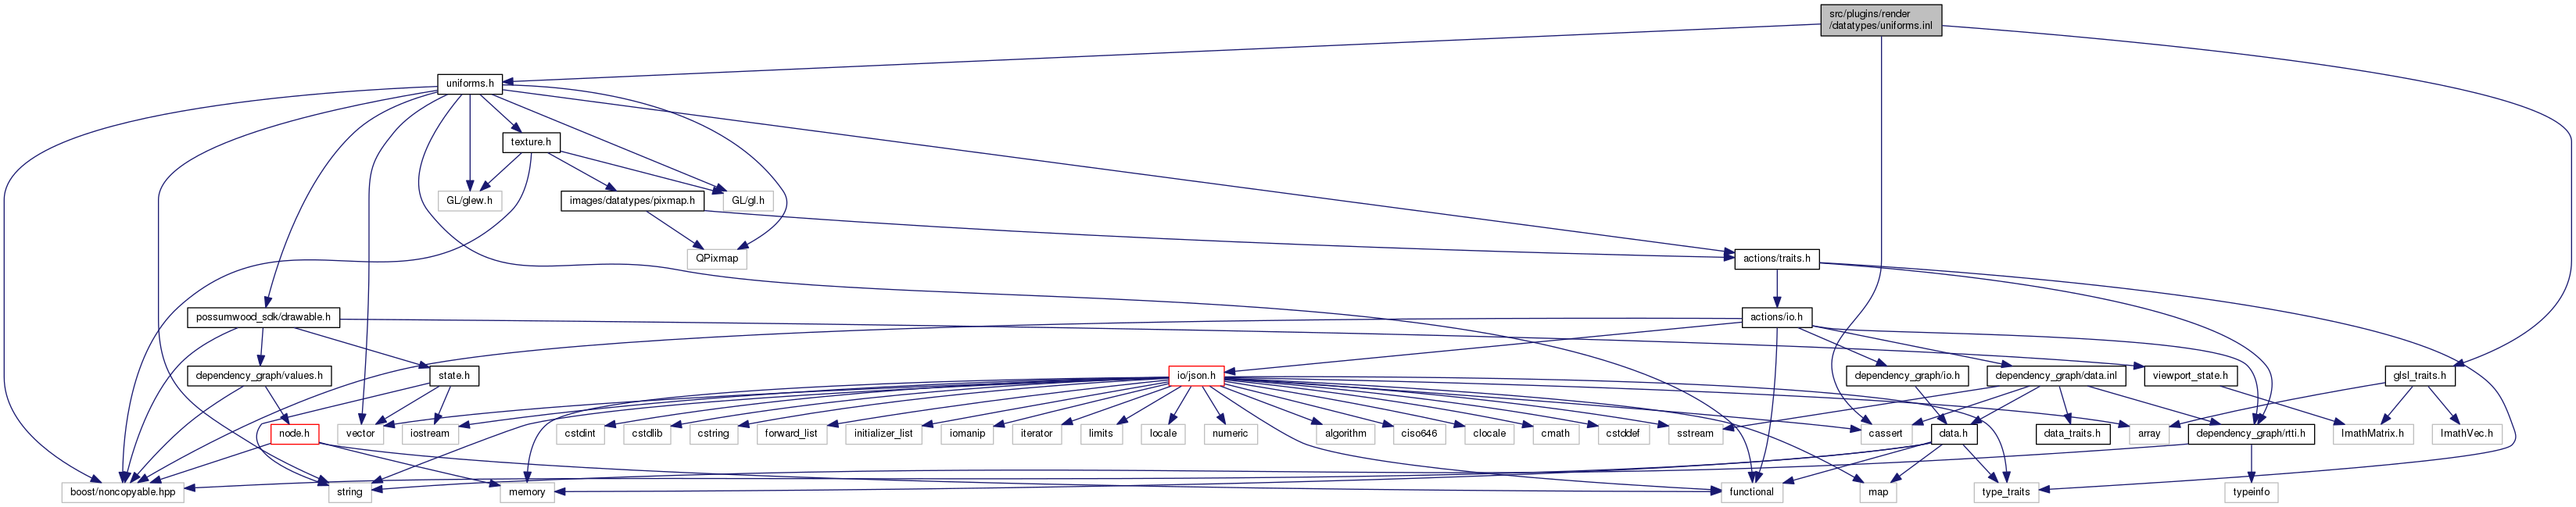 src/plugins/render
/datatypes/uniforms.inl
uniforms.h
texture.h
GL/glew.h
images/datatypes/pixmap.h
GL/gl.h
QPixmap
actions/traits.h
possumwood_sdk/drawable.h
actions/io.h
dependency_graph/values.h
state.h
io/json.h
dependency_graph/io.h
dependency_graph/data.inl
viewport_state.h
glsl_traits.h
node.h
vector
iostream
cstdint
cstdlib
cstring
forward_list
initializer_list
iomanip
iterator
limits
locale
numeric
algorithm
ciso646
clocale
cmath
cstddef
sstream
cassert
data.h
data_traits.h
array
dependency_graph/rtti.h
ImathMatrix.h
ImathVec.h
boost/noncopyable.hpp
string
memory
functional
map
type_traits
typeinfo